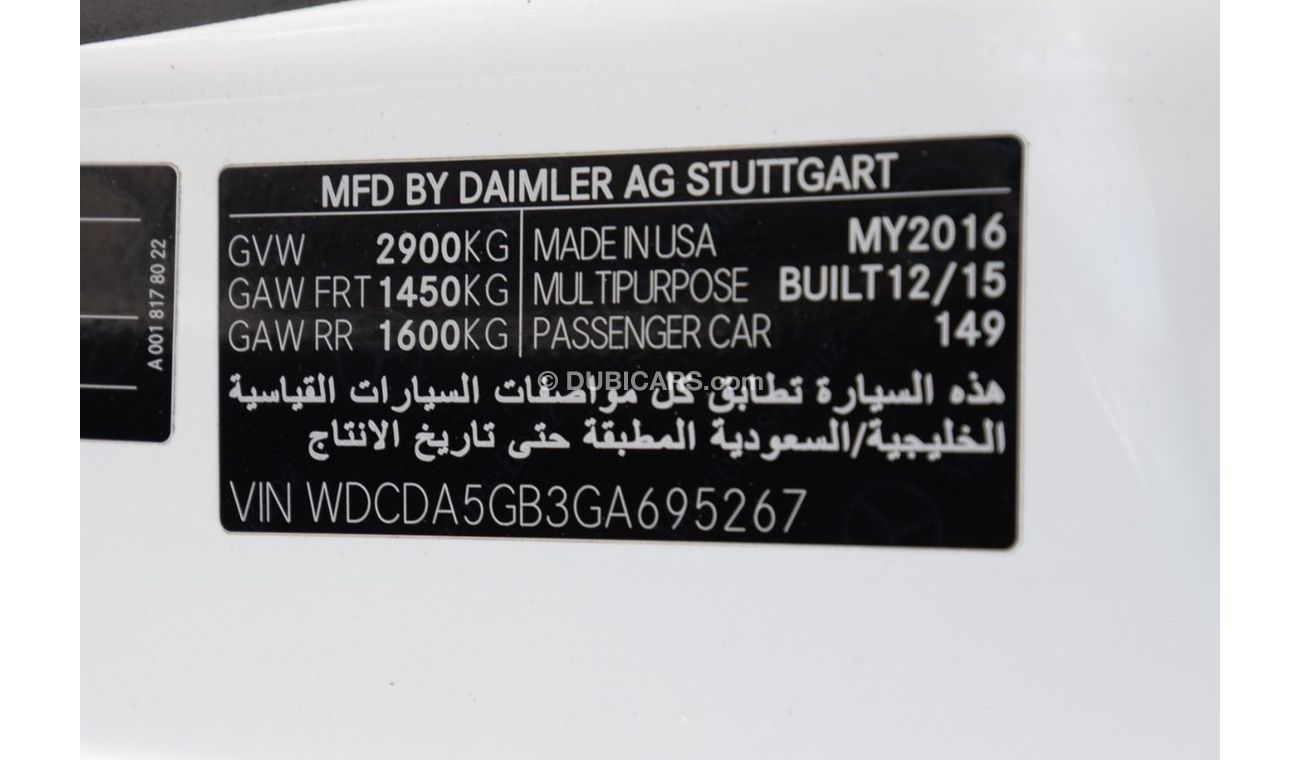 MFD BY DAIMLER AG STUTTGART
GVW 2900KG MADE IN USA MY2016
GAW FRT 1450KG MULTIPURPOSE BUILT12/15
GAW RR 1600KG PASSENGER CAR 149
هذه السيارة تطابق كل مواصفات السيارات القياسية
الخليجية/السعودية المطبقة حتى تاريخ الانتاج
VIN WDCDA5GB3GA695267
A 001 817 80 22
© DUBICARS.com